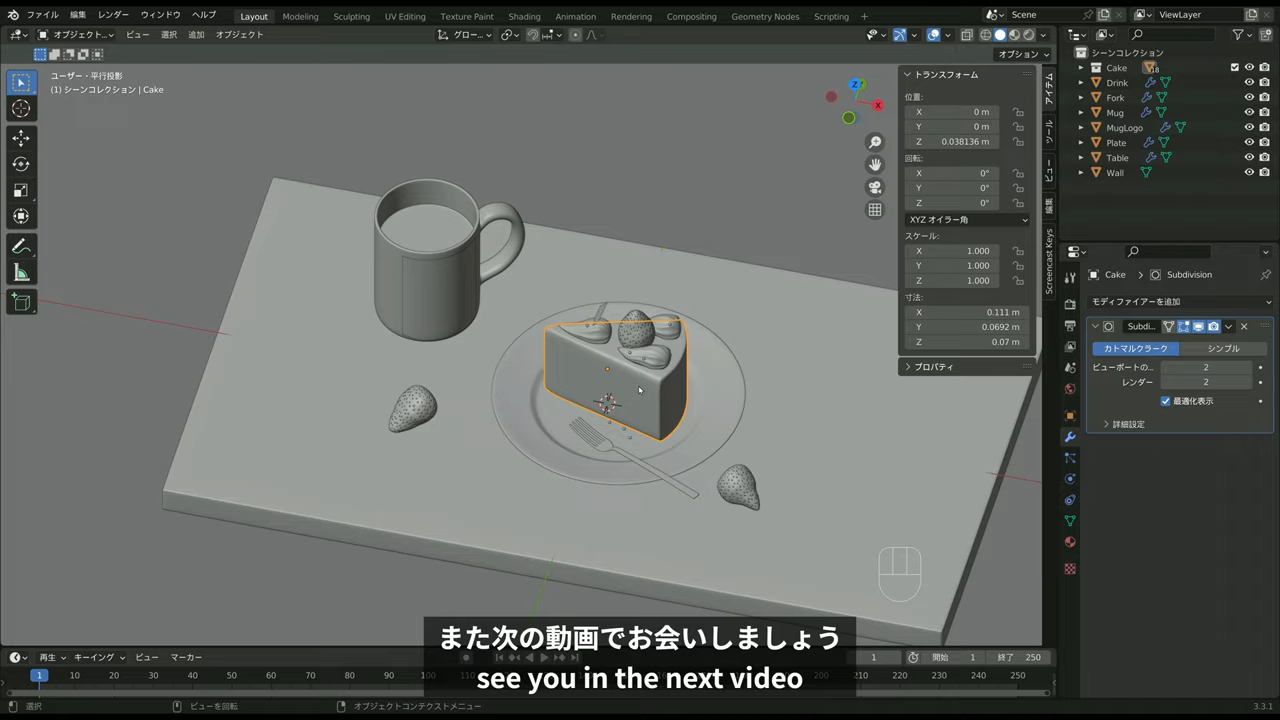 ファイル 編集 レンダー ウィンドウ ヘルプ Layout Modeling Sculpting UV Editing Texture Paint Shading Animation Rendering Compositing Geometry Nodes Scripting + Scene ViewLayer
オブジェクト... ビュー 選択 追加 オブジェクト グロー...
オプション
ユーザー・平行投影
(1) シーンコレクション | Cake
Z
X
トランスフォーム
位置:
X 0 m
Y 0 m
Z 0.038136 m
回転:
X 0°
Y 0°
Z 0°
XYZ オイラー角
スケール:
X 1.000
Y 1.000
Z 1.000
寸法:
X 0.111 m
Y 0.0692 m
Z 0.07 m
プロパティ
アイテム
ツール
ビュー
編集
Screencast Keys
シーンコレクション
Cake 18
Drink
Fork
Mug
MugLogo
Plate
Table
Wall
Cake > Subdivision
モディファイアーを追加
Subdi...
カトマルクラーク シンプル
ビューポートの... 2
レンダー 2
最適化表示
詳細設定
また次の動画でお会いしましょう
see you in the next video
再生 キーイング ビュー マーカー 1 開始 1 終了 250
1 10 20 30 40 50 60 70 80 90 100 110 120 130 140 150 160 170 180 190 200 210 220 230 240 250
選択 ビューを回転 オブジェクトコンテクストメニュー 3.3.1